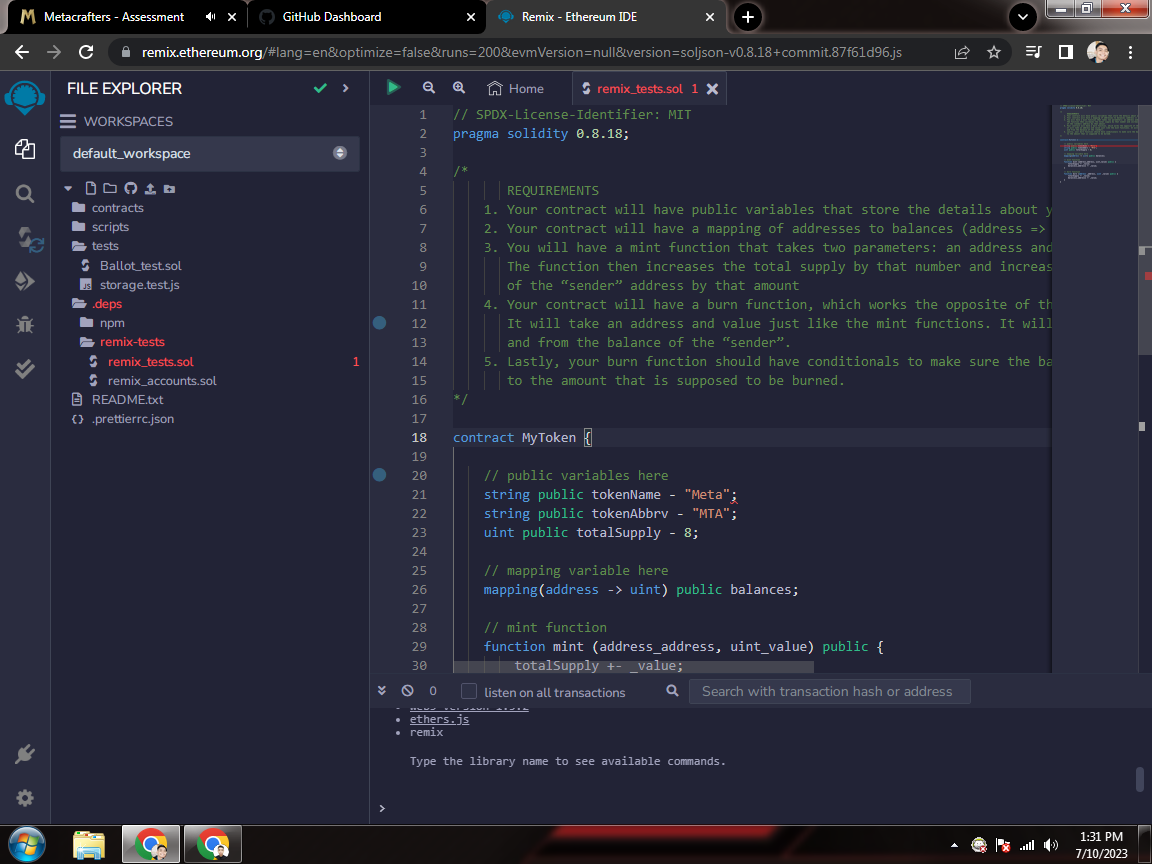 Metacrafters - Assessment
GitHub Dashboard
Remix - Ethereum IDE
remix.ethereum.org/#lang=en&optimize=false&runs=200&evmVersion=null&version=soljson-v0.8.18+commit.87f61d96.js
FILE EXPLORER
WORKSPACES
default_workspace
contracts
scripts
tests
Ballot_test.sol
storage.test.js
.deps
npm
remix-tests
remix_tests.sol 1
remix_accounts.sol
README.txt
.prettierrc.json
Home
remix_tests.sol 1
1 // SPDX-License-Identifier: MIT
2 pragma solidity 0.8.18;
3
4 /*
5 REQUIREMENTS
6 1. Your contract will have public variables that store the details about y
7 2. Your contract will have a mapping of addresses to balances (address =>
8 3. You will have a mint function that takes two parameters: an address and
9 The function then increases the total supply by that number and increas
10 of the “sender” address by that amount
11 4. Your contract will have a burn function, which works the opposite of th
12 It will take an address and value just like the mint functions. It will
13 and from the balance of the “sender”.
14 5. Lastly, your burn function should have conditionals to make sure the ba
15 to the amount that is supposed to be burned.
16 */
17
18 contract MyToken {
19
20 // public variables here
21 string public tokenName - "Meta";
22 string public tokenAbbrv - "MTA";
23 uint public totalSupply - 8;
24
25 // mapping variable here
26 mapping(address -> uint) public balances;
27
28 // mint function
29 function mint (address_address, uint_value) public {
30 totalSupply +- _value;
0
listen on all transactions
Search with transaction hash or address
ethers.js
remix
Type the library name to see available commands.
>
1:31 PM
7/10/2023